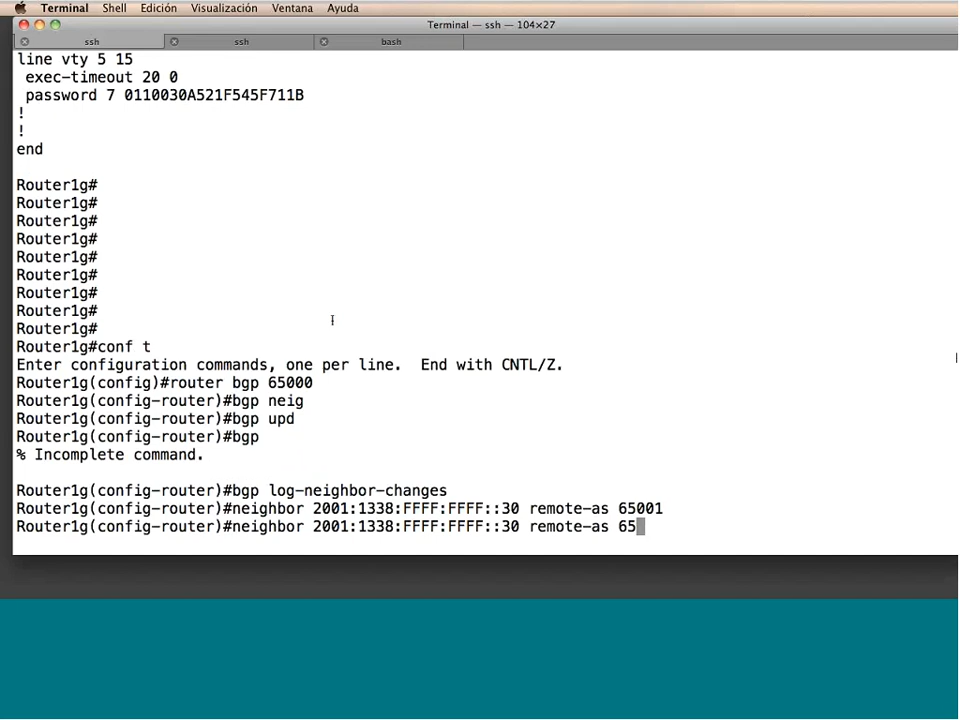 Terminal Shell Edición Visualización Ventana Ayuda
Terminal — ssh — 104×27
ssh ssh bash
line vty 5 15
 exec-timeout 20 0
 password 7 0110030A521F545F711B
!
!
end
Router1g#
Router1g#
Router1g#
Router1g#
Router1g#
Router1g#
Router1g#
Router1g#
Router1g#
Router1g#conf t
Enter configuration commands, one per line.  End with CNTL/Z.
Router1g(config)#router bgp 65000
Router1g(config-router)#bgp neig
Router1g(config-router)#bgp upd
Router1g(config-router)#bgp
% Incomplete command.
Router1g(config-router)#bgp log-neighbor-changes
Router1g(config-router)#neighbor 2001:1338:FFFF:FFFF::30 remote-as 65001
Router1g(config-router)#neighbor 2001:1338:FFFF:FFFF::30 remote-as 65